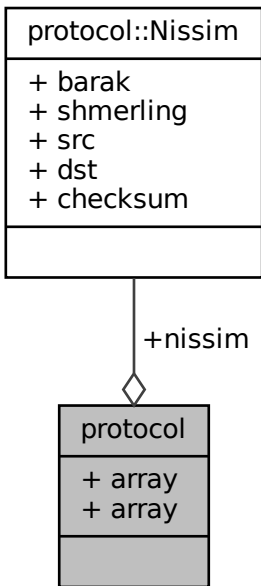 protocol::Nissim
+ barak
+ shmerling
+ src
+ dst
+ checksum
+nissim
protocol
+ array
+ array